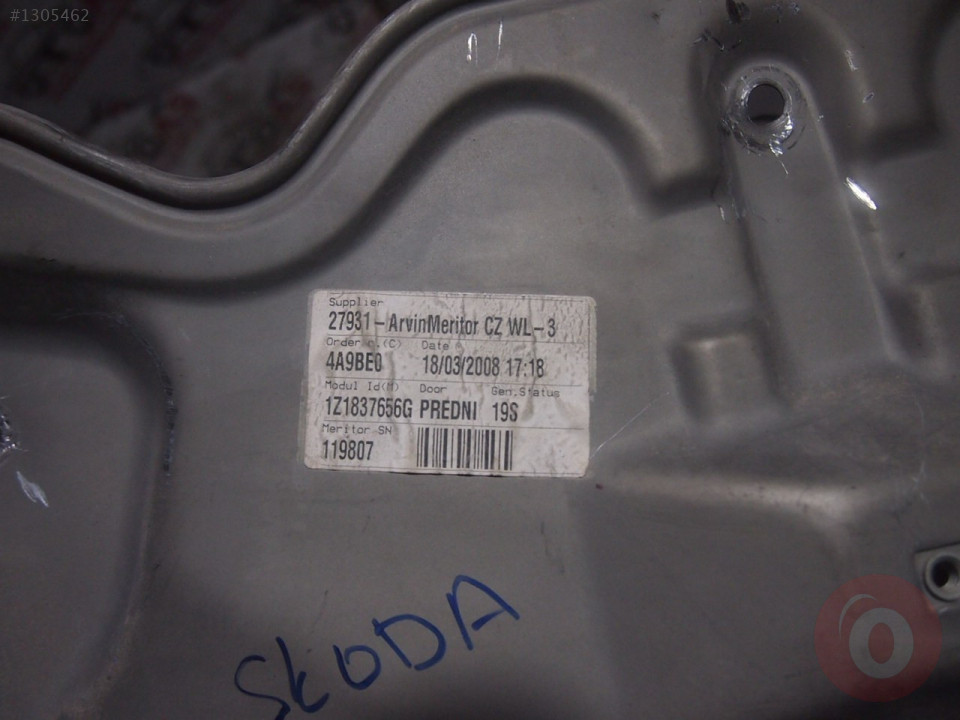 #1305462
Supplier
27931-ArvinMeritor CZ WL-3
Order n.(C) Date
4A9BE0 18/03/2008 17:18
Modul Id(M) Door Gen.Status
1Z1837656G PREDNI 19S
Meritor SN
119807
SKODA
O